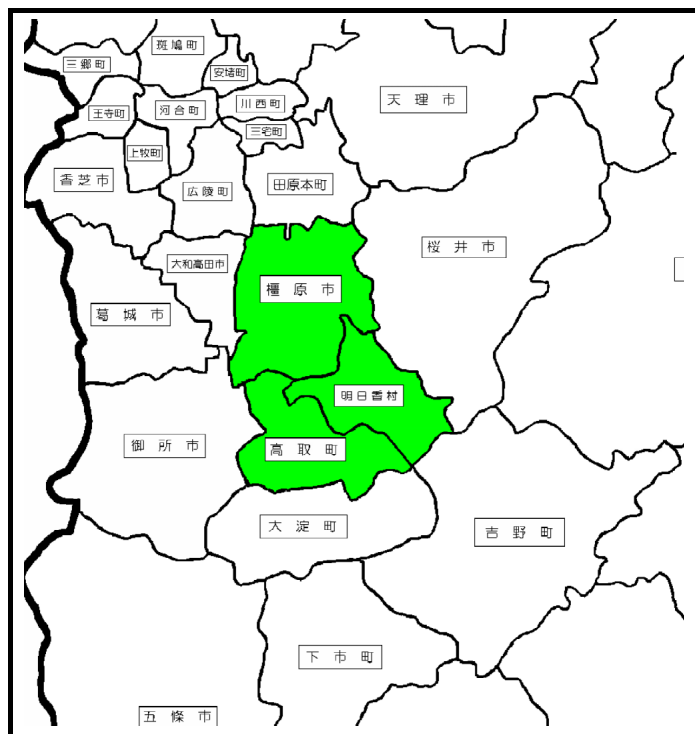 斑鳩町
三郷町
安堵町
王寺町
河合町
川西町
天理市
三宅町
上牧町
香芝市
広陵町
田原本町
桜井市
大和高田市
橿原市
葛城市
明日香村
御所市
高取町
大淀町
吉野町
下市町
五條市